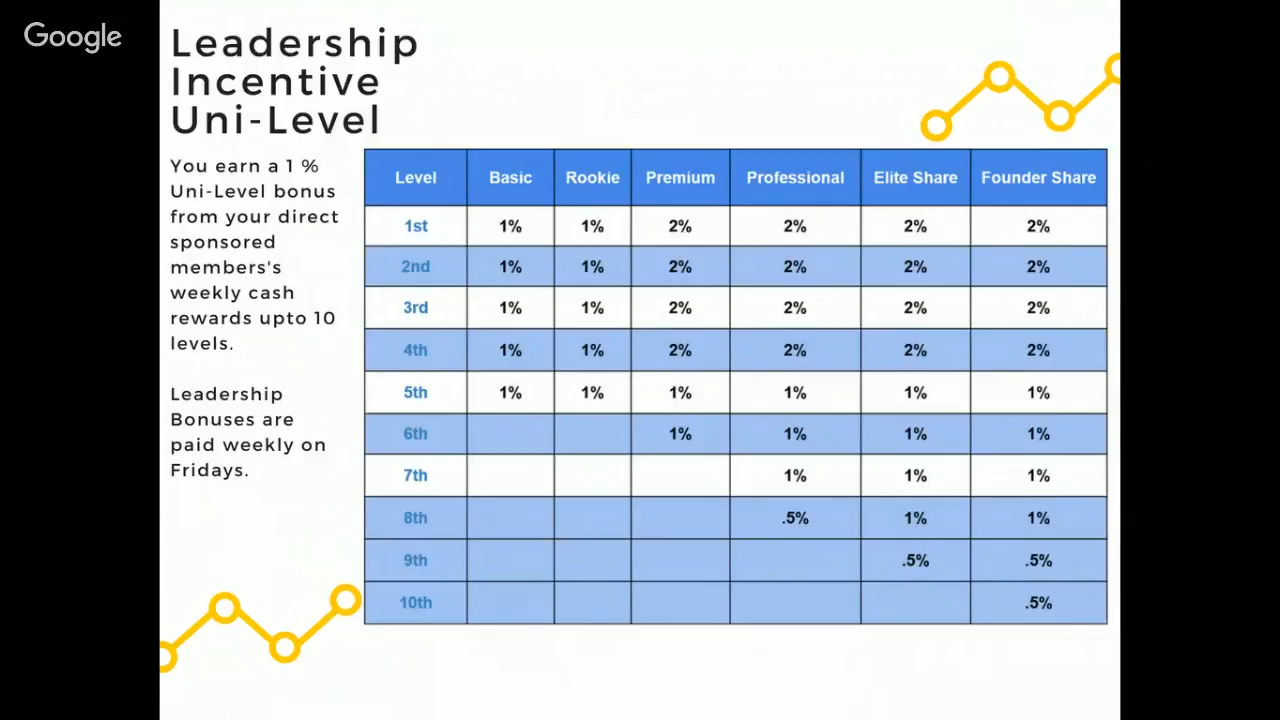 Google
Leadership
Incentive
Uni-Level
You earn a 1 %
Uni-Level bonus
from your direct
sponsored
members's
weekly cash
rewards upto 10
levels.
Leadership
Bonuses are
paid weekly on
Fridays.
Level Basic Rookie Premium Professional Elite Share Founder Share
1st 1% 1% 2% 2% 2% 2%
2nd 1% 1% 2% 2% 2% 2%
3rd 1% 1% 2% 2% 2% 2%
4th 1% 1% 2% 2% 2% 2%
5th 1% 1% 1% 1% 1% 1%
6th 1% 1% 1% 1%
7th 1% 1% 1%
8th .5% 1% 1%
9th .5% .5%
10th .5%